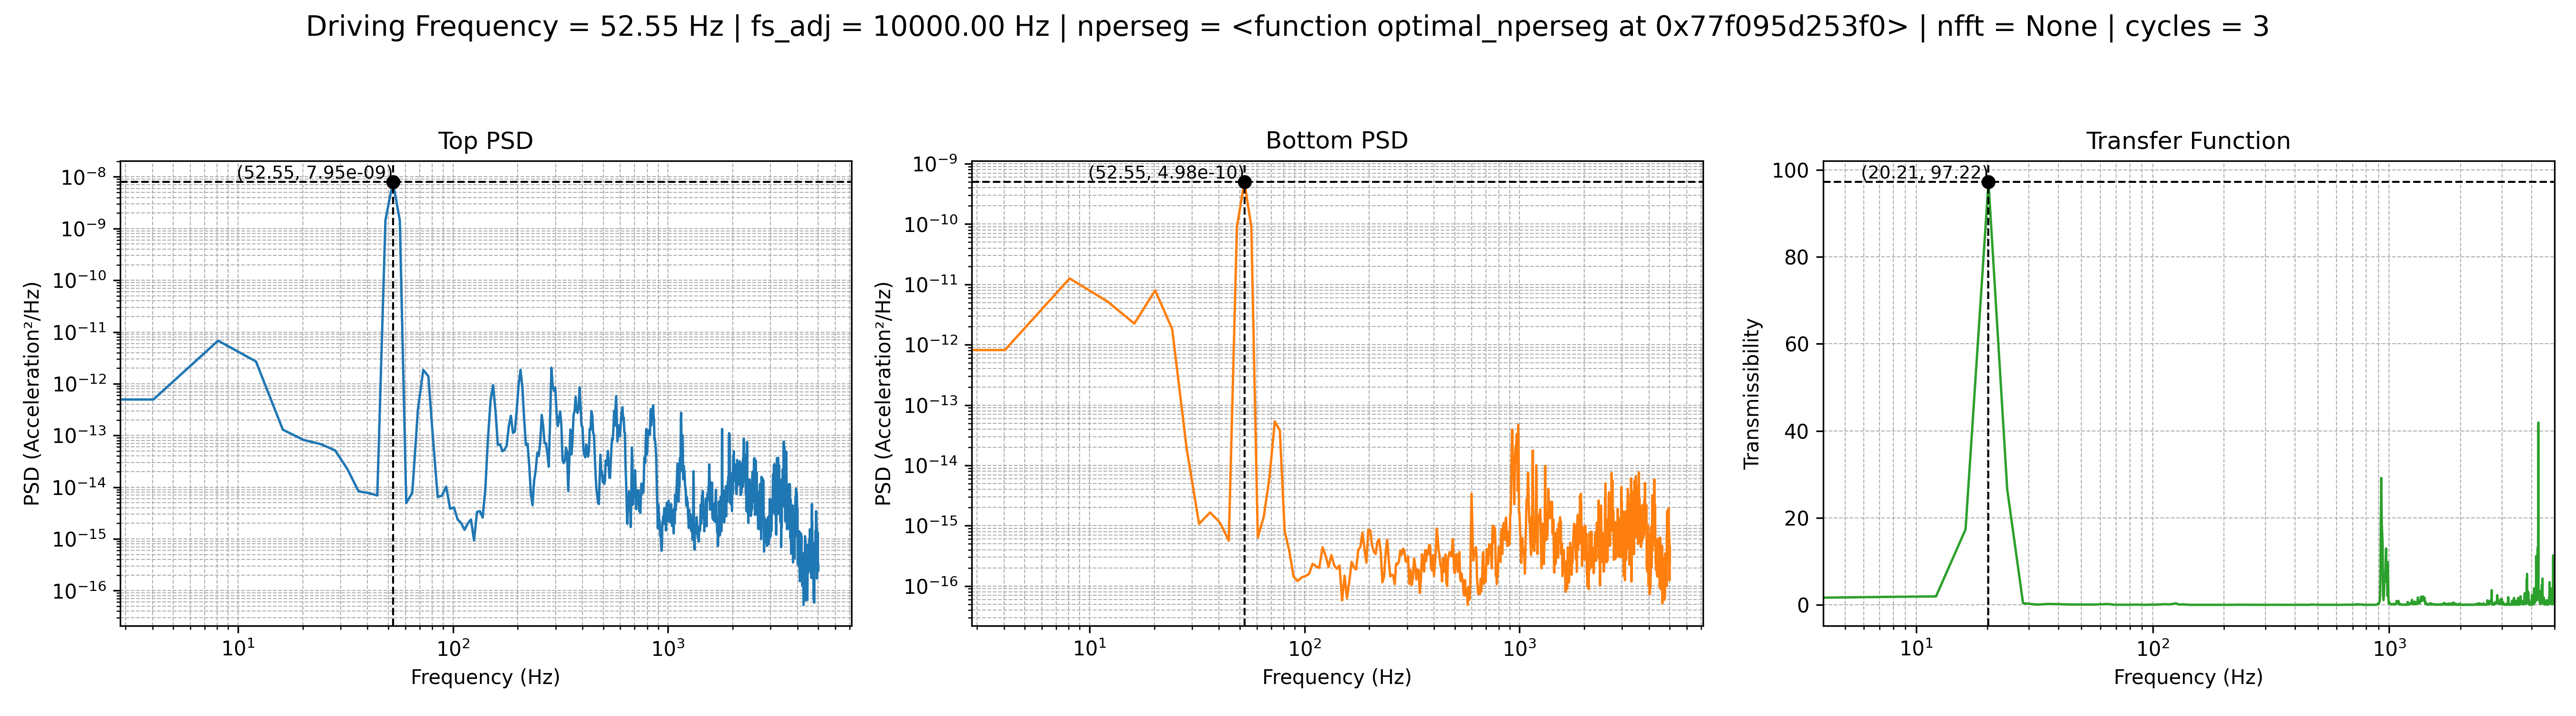 Driving Frequency = 52.55 Hz | fs_adj = 10000.00 Hz | nperseg = <function optimal_nperseg at 0x77f095d253f0> | nfft = None | cycles = 3
Top PSD
(52.55, 7.95e-09)
10⁻⁸
10⁻⁹
10⁻¹⁰
10⁻¹¹
10⁻¹²
10⁻¹³
10⁻¹⁴
10⁻¹⁵
10⁻¹⁶
PSD (Acceleration²/Hz)
10¹ 10² 10³
Frequency (Hz)
Bottom PSD
(52.55, 4.98e-10)
10⁻⁹
10⁻¹⁰
10⁻¹¹
10⁻¹²
10⁻¹³
10⁻¹⁴
10⁻¹⁵
10⁻¹⁶
PSD (Acceleration²/Hz)
10¹ 10² 10³
Frequency (Hz)
Transfer Function
(20.21, 97.22)
100
80
60
40
20
0
Transmissibility
10¹ 10² 10³
Frequency (Hz)